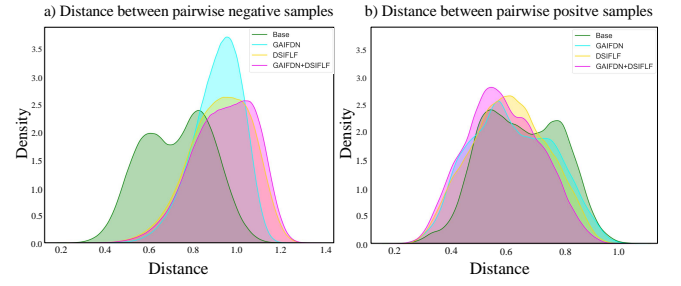 a) Distance between pairwise negative samples
Density
3.5
3.0
2.5
2.0
1.5
1.0
0.5
0.0
Base
GAIFDN
DSIFLF
GAIFDN+DSIFLF
0.2 0.4 0.6 0.8 1.0 1.2 1.4
Distance
b) Distance between pairwise positve samples
Density
3.5
3.0
2.5
2.0
1.5
1.0
0.5
0.0
Base
GAIFDN
DSIFLF
GAIFDN+DSIFLF
0.2 0.4 0.6 0.8 1.0
Distance